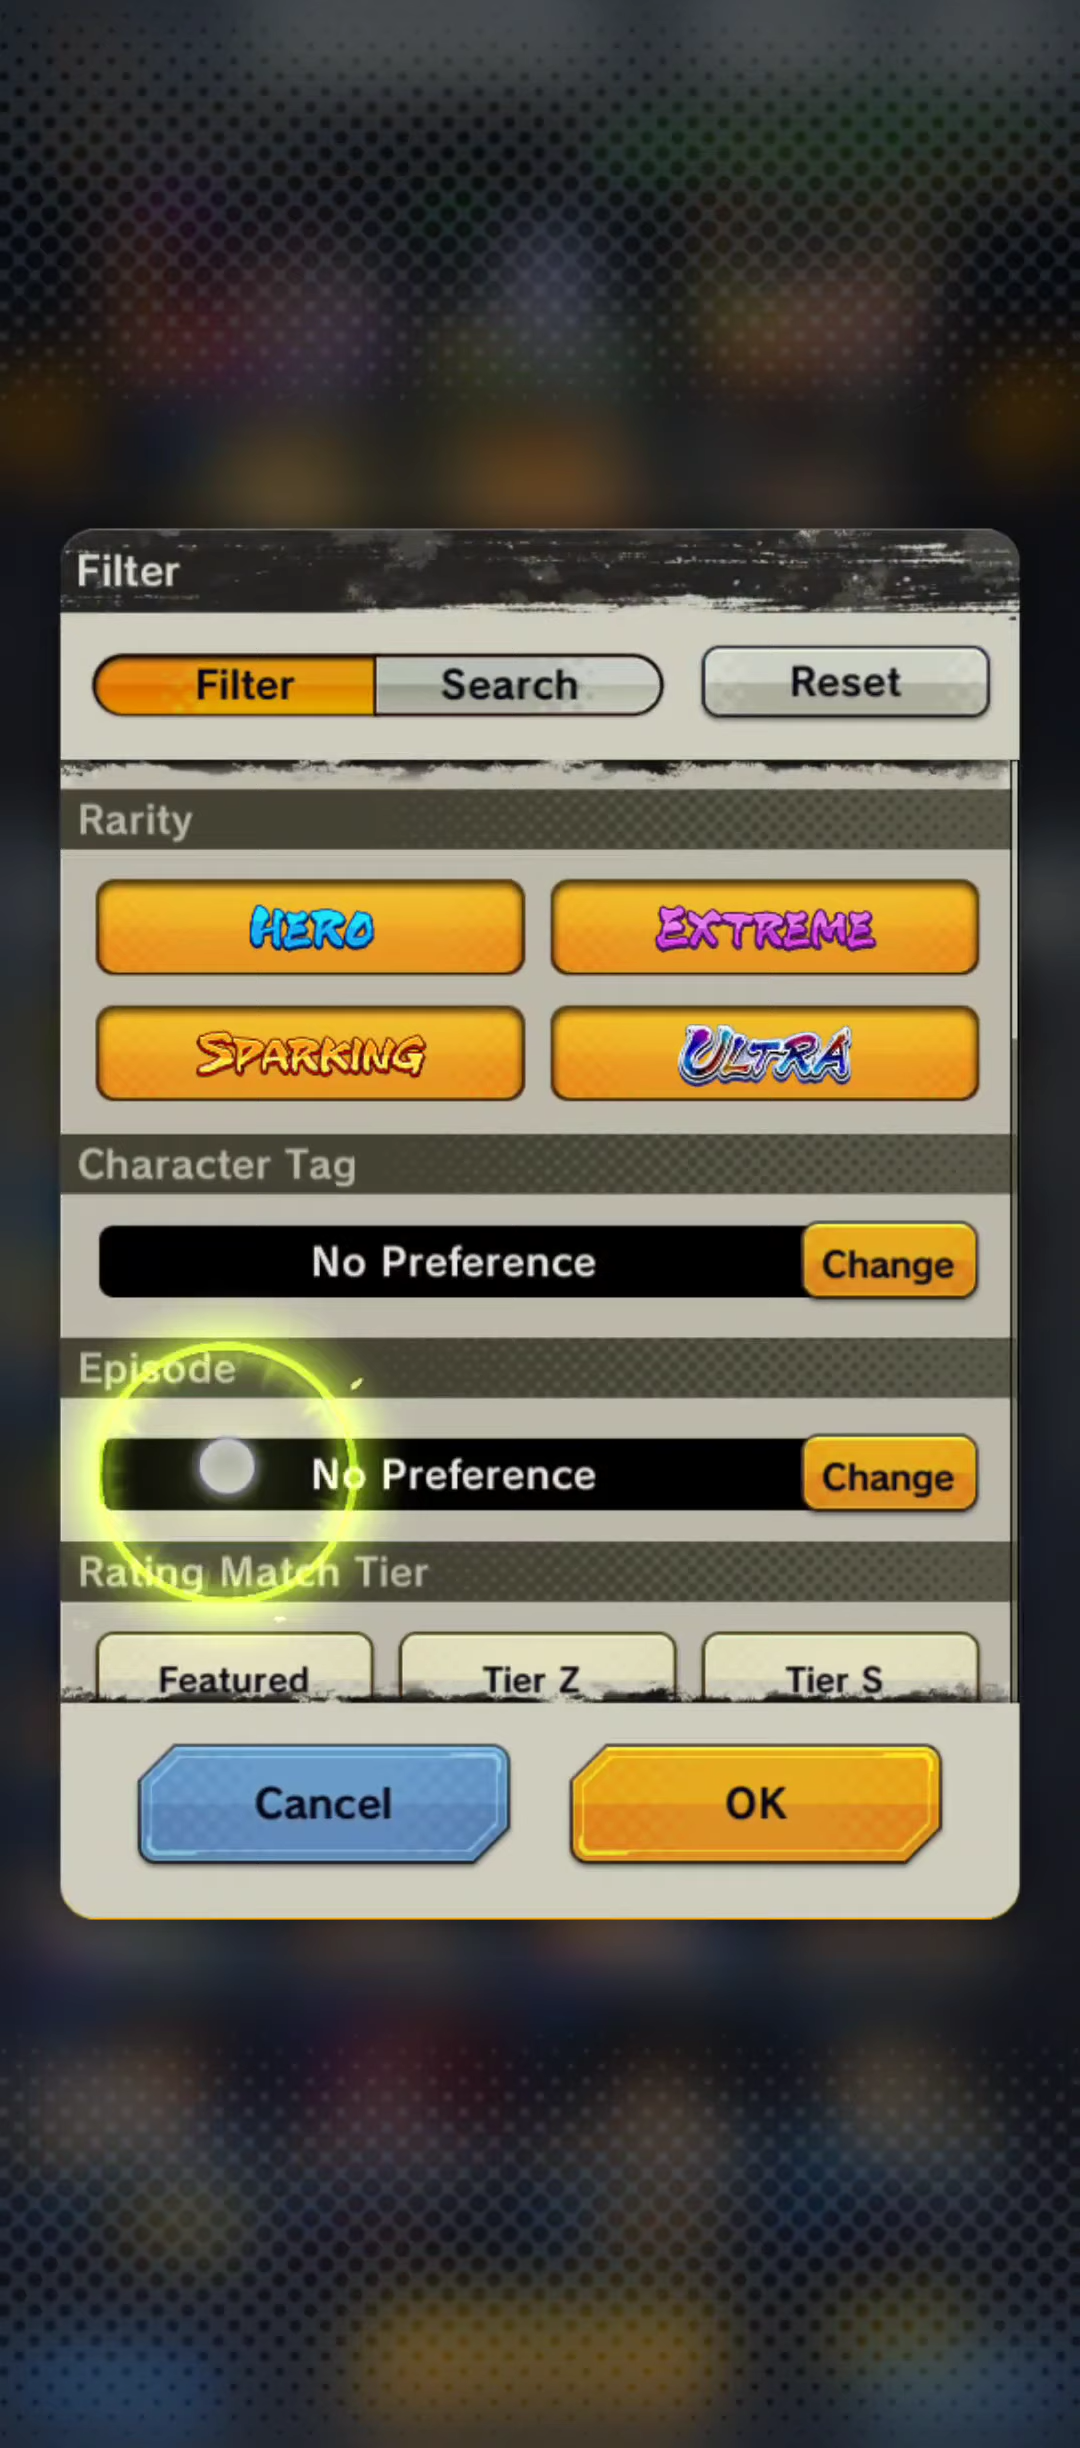 Filter
Filter
Search
Reset
Rarity
HERO
EXTREME
SPARKING
ULTRA
Character Tag
No Preference
Change
Episode
No Preference
Change
Rating Match Tier
Featured
Tier Z
Tier S
Cancel
OK